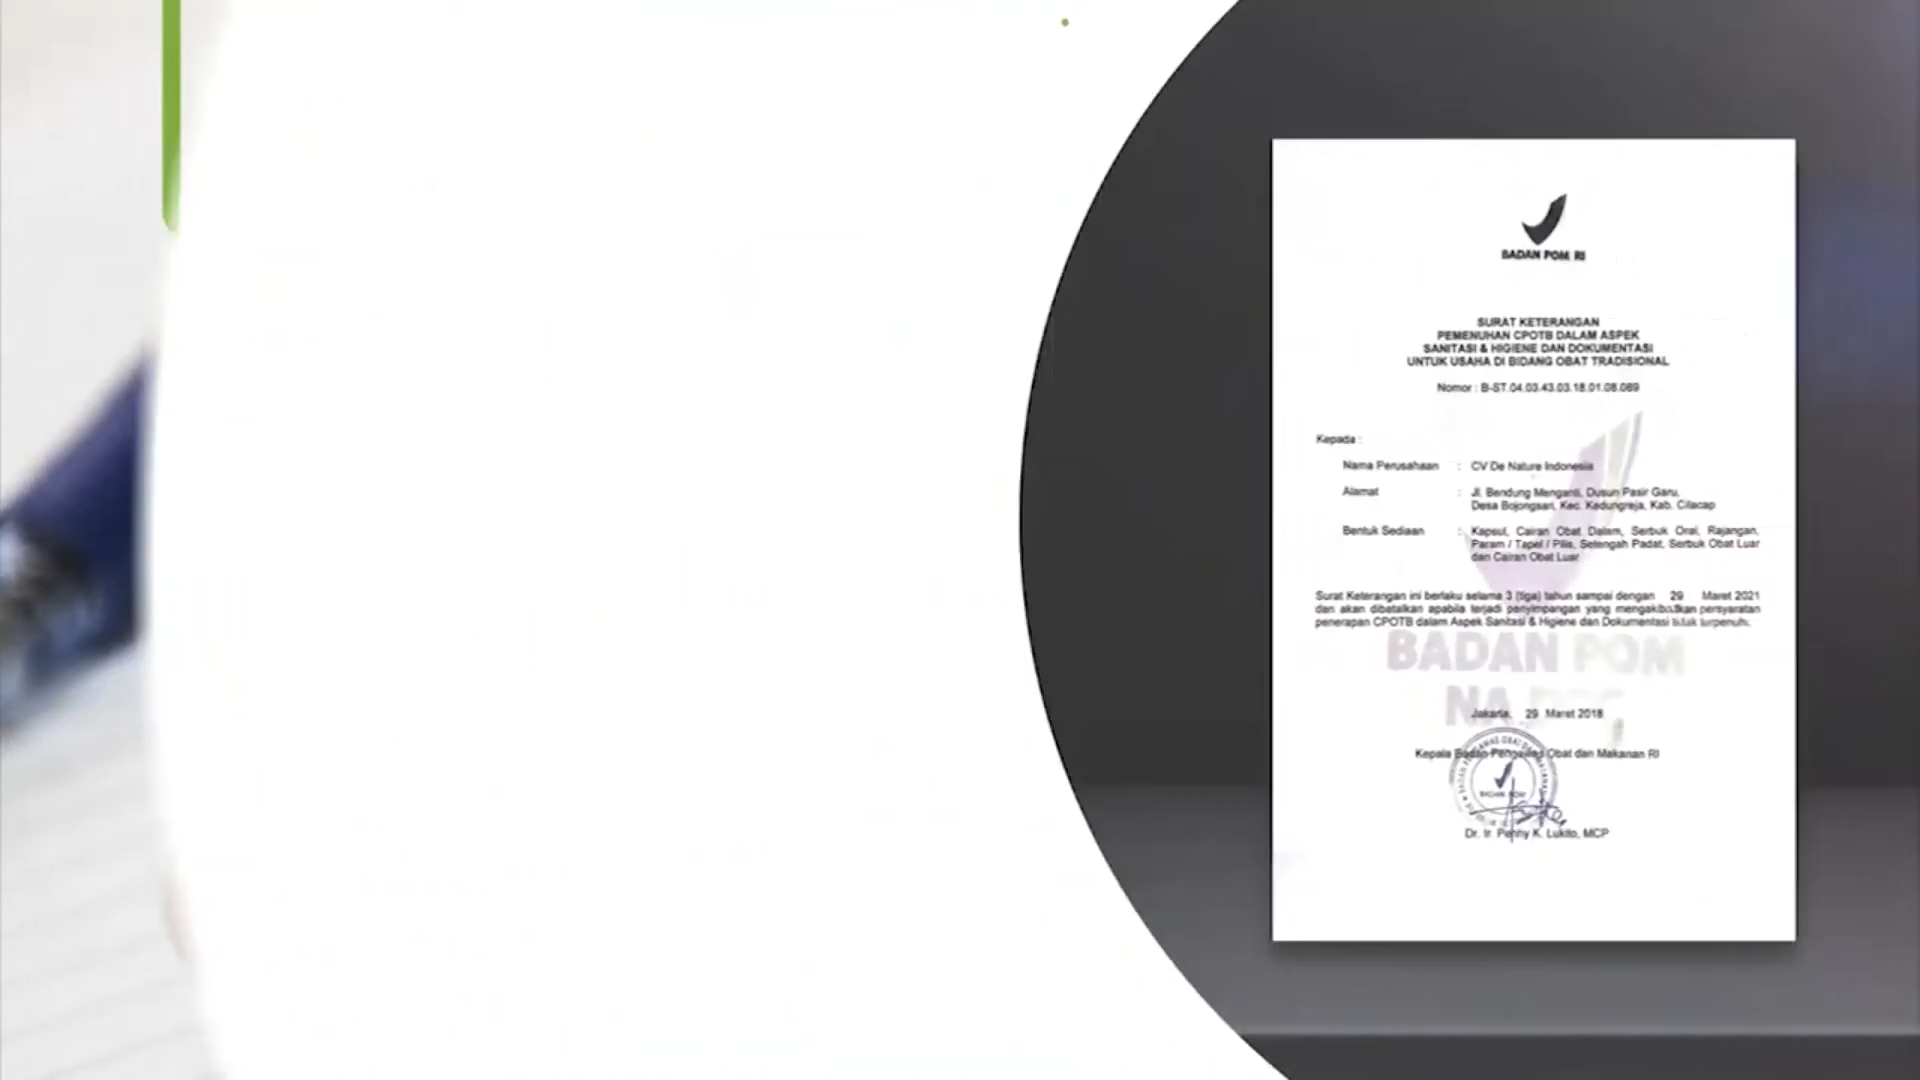 BADAN POM RI
SURAT KETERANGAN
PEMENUHAN CPOTB DALAM ASPEK
SANITASI & HIGIENE DAN DOKUMENTASI
UNTUK USAHA DI BIDANG OBAT TRADISIONAL
Nomor : B-ST.04.03.43.03.18.01.08.089
Kepada :
Nama Perusahaan : CV De Nature Indonesia
Alamat : Jl. Bendung Menganti, Dusun Pasir Garu,
Desa Bojongsari, Kec. Kedungreja, Kab. Cilacap
Bentuk Sediaan : Kapsul, Cairan Obat Dalam, Serbuk Oral, Rajangan,
Param / Tapel / Pilis, Setengah Padat, Serbuk Obat Luar
dan Cairan Obat Luar
Surat Keterangan ini berlaku selama 3 (tiga) tahun sampai dengan 29 Maret 2021
dan akan dibatalkan apabila terjadi penyimpangan yang mengakibatkan persyaratan
penerapan CPOTB dalam Aspek Sanitasi & Higiene dan Dokumentasi tidak terpenuhi.
BADAN POM
NA
Jakarta, 29 Maret 2018
Kepala Badan Pengawas Obat dan Makanan RI
BADAN POM
Dr. Ir. Penny K. Lukito, MCP